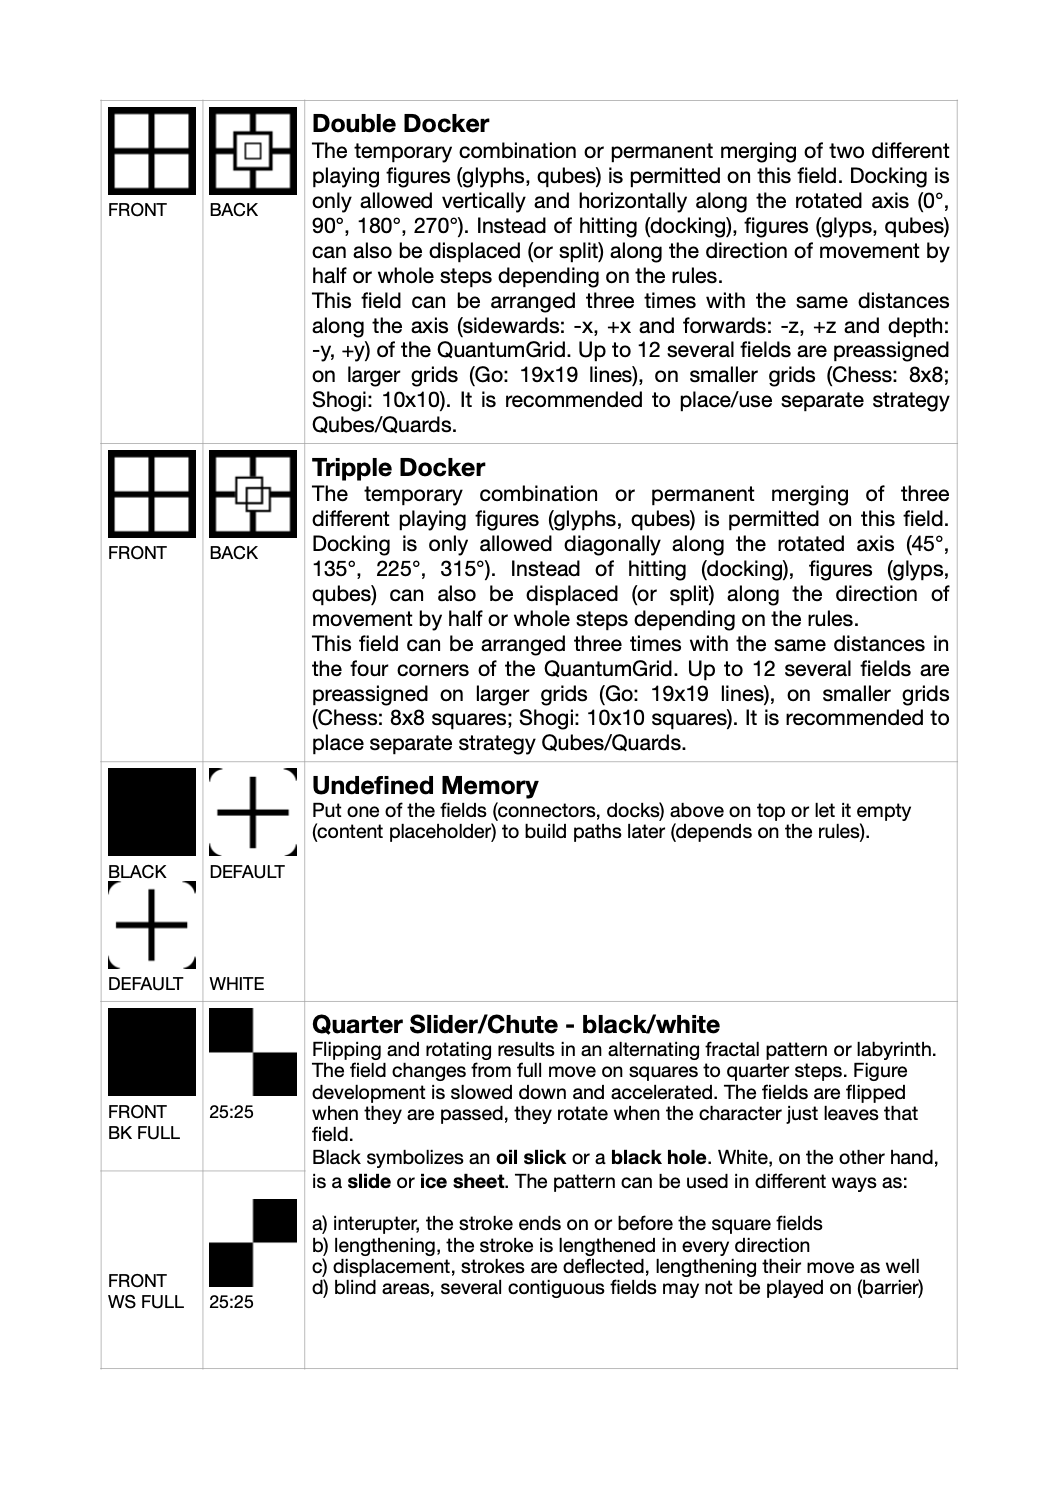 FRONT
BACK
Double Docker
The temporary combination or permanent merging of two different
playing figures (glyphs, qubes) is permitted on this field. Docking is
only allowed vertically and horizontally along the rotated axis (0°,
90°, 180°, 270°). Instead of hitting (docking), figures (glyps, qubes)
can also be displaced (or split) along the direction of movement by
half or whole steps depending on the rules.
This field can be arranged three times with the same distances
along the axis (sidewards: -x, +x and forwards: -z, +z and depth:
-y, +y) of the QuantumGrid. Up to 12 several fields are preassigned
on larger grids (Go: 19x19 lines), on smaller grids (Chess: 8x8;
Shogi: 10x10). It is recommended to place/use separate strategy
Qubes/Quards.
FRONT
BACK
Tripple Docker
The temporary combination or permanent merging of three
different playing figures (glyphs, qubes) is permitted on this field.
Docking is only allowed diagonally along the rotated axis (45°,
135°, 225°, 315°). Instead of hitting (docking), figures (glyps,
qubes) can also be displaced (or split) along the direction of
movement by half or whole steps depending on the rules.
This field can be arranged three times with the same distances in
the four corners of the QuantumGrid. Up to 12 several fields are
preassigned on larger grids (Go: 19x19 lines), on smaller grids
(Chess: 8x8 squares; Shogi: 10x10 squares). It is recommended to
place separate strategy Qubes/Quards.
BLACK
DEFAULT
DEFAULT
WHITE
Undefined Memory
Put one of the fields (connectors, docks) above on top or let it empty
(content placeholder) to build paths later (depends on the rules).
FRONT
BK FULL
25:25
FRONT
WS FULL
25:25
Quarter Slider/Chute - black/white
Flipping and rotating results in an alternating fractal pattern or labyrinth.
The field changes from full move on squares to quarter steps. Figure
development is slowed down and accelerated. The fields are flipped
when they are passed, they rotate when the character just leaves that
field.
Black symbolizes an oil slick or a black hole. White, on the other hand,
is a slide or ice sheet. The pattern can be used in different ways as:
a) interupter, the stroke ends on or before the square fields
b) lengthening, the stroke is lengthened in every direction
c) displacement, strokes are deflected, lengthening their move as well
d) blind areas, several contiguous fields may not be played on (barrier)